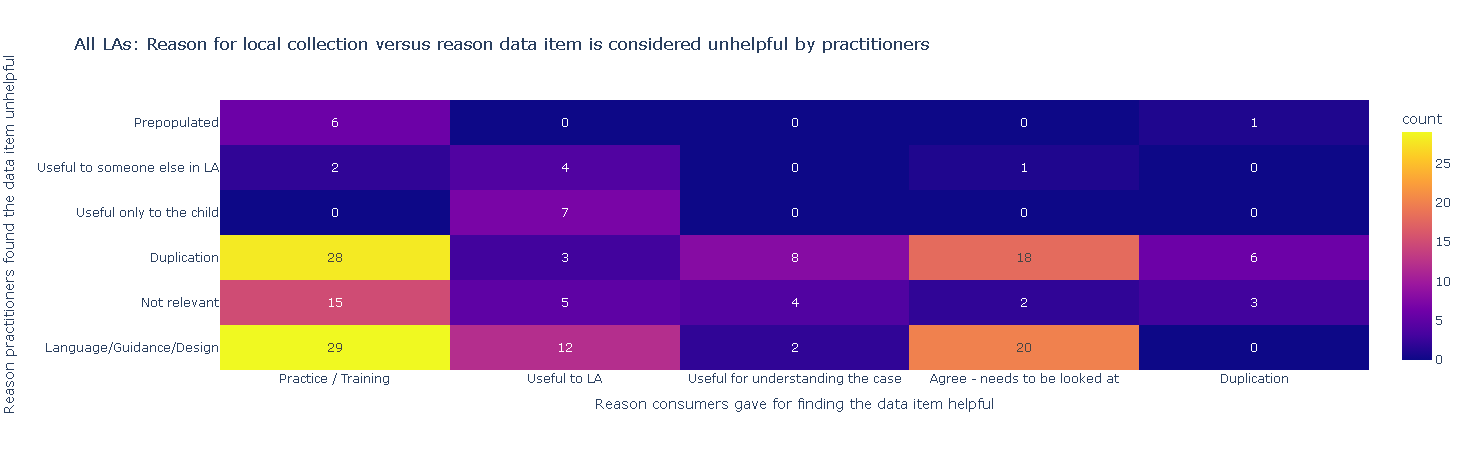 All LAs: Reason for local collection versus reason data item is considered unhelpful by practitioners
Reason practitioners found the data item unhelpful
Prepopulated 6 0 0 0 1
Useful to someone else in LA 2 4 0 1 0
Useful only to the child 0 7 0 0 0
Duplication 28 3 8 18 6
Not relevant 15 5 4 2 3
Language/Guidance/Design 29 12 2 20 0
Practice / Training Useful to LA Useful for understanding the case Agree - needs to be looked at Duplication
Reason consumers gave for finding the data item helpful
count
25
20
15
10
5
0